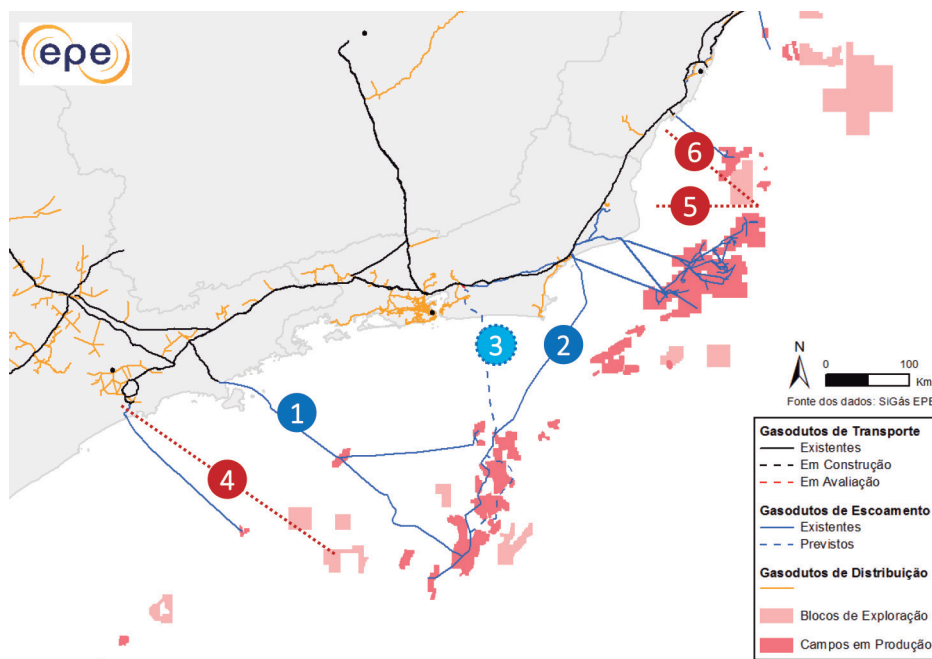 epe
6
5
3
2
1
4
N
0 100
Km
Fonte dos dados: SiGás EPE
Gasodutos de Transporte
Existentes
Em Construção
Em Avaliação
Gasodutos de Escoamento
Existentes
Previstos
Gasodutos de Distribuição
Blocos de Exploração
Campos em Produção